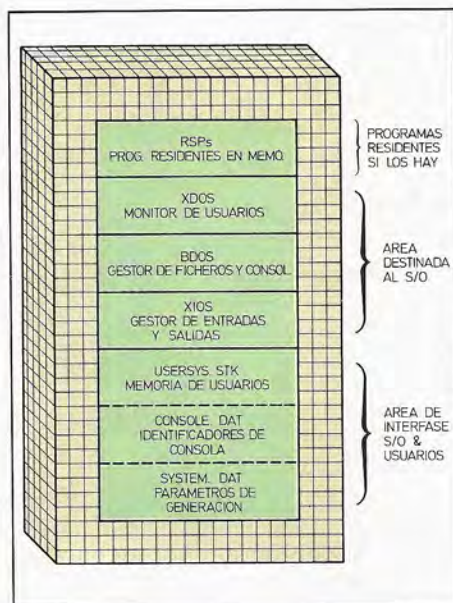 RSPs
PROG. RESIDENTES EN MEMO.
PROGRAMAS
RESIDENTES
SI LOS HAY
XDOS
MONITOR DE USUARIOS
BDOS
GESTOR DE FICHEROS Y CONSOL.
XIOS
GESTOR DE ENTRADAS
Y SALIDAS
AREA
DESTINADA
AL S/O
USERSYS. STK
MEMORIA DE USUARIOS
CONSOLE. DAT
IDENTIFICADORES DE
CONSOLA
SYSTEM. DAT
PARAMETROS DE
GENERACION
AREA DE
INTERFASE
S/O &
USUARIOS